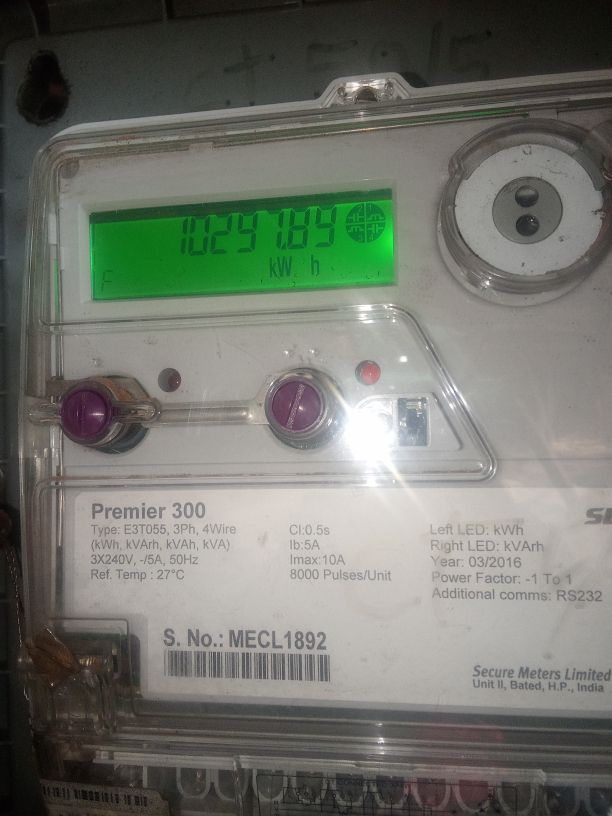 10297.89
kW h
F
Premier 300
Type: E3T055, 3Ph, 4Wire
(kWh, kVArh, kVAh, kVA)
3X240V, -/5A, 50Hz
Ref. Temp : 27°C
Cl:0.5s
Ib:5A
Imax:10A
8000 Pulses/Unit
Left LED: kWh
Right LED: kVArh
Year: 03/2016
Power Factor: -1 To 1
Additional comms: RS232
S. No.: MECL1892
Secure Meters Limited
Unit II, Bated, H.P., India